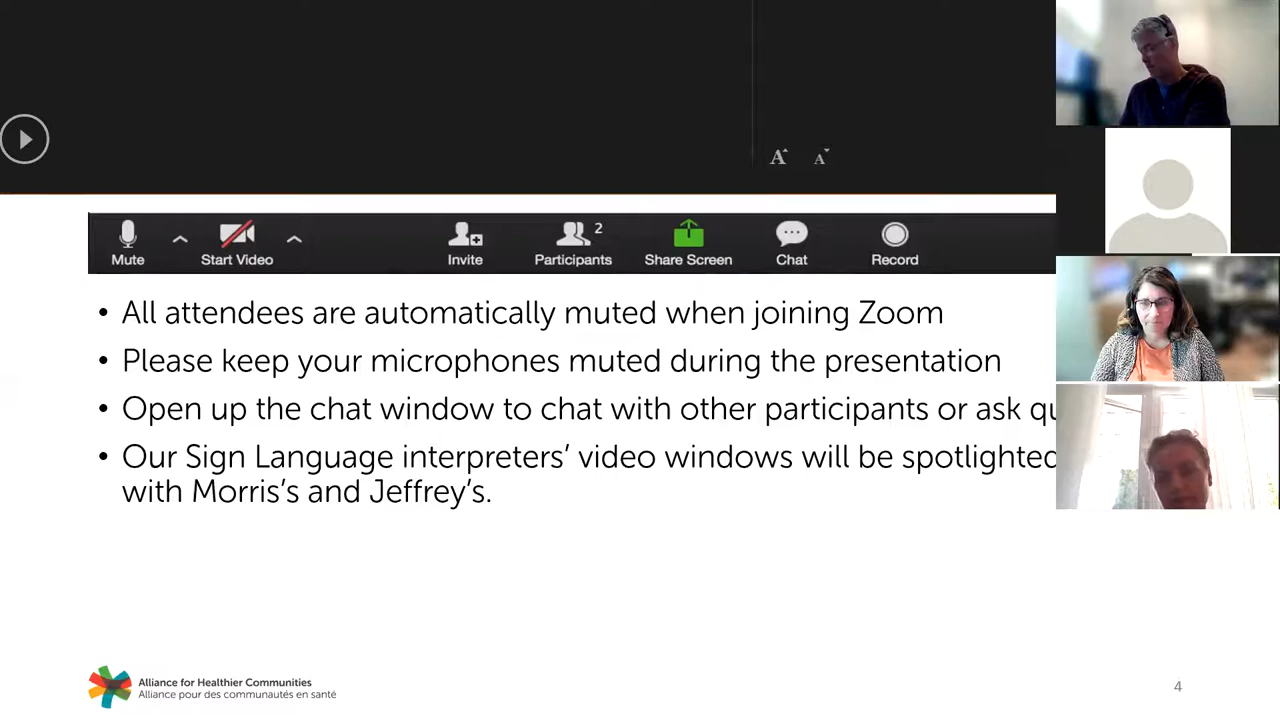 A A
2
Mute Start Video Invite Participants Share Screen Chat Record
• All attendees are automatically muted when joining Zoom
• Please keep your microphones muted during the presentation
• Open up the chat window to chat with other participants or ask
• Our Sign Language interpreters’ video windows will be spotlighted
with Morris’s and Jeffrey’s.
Alliance for Healthier Communities
Alliance pour des communautés en santé
4